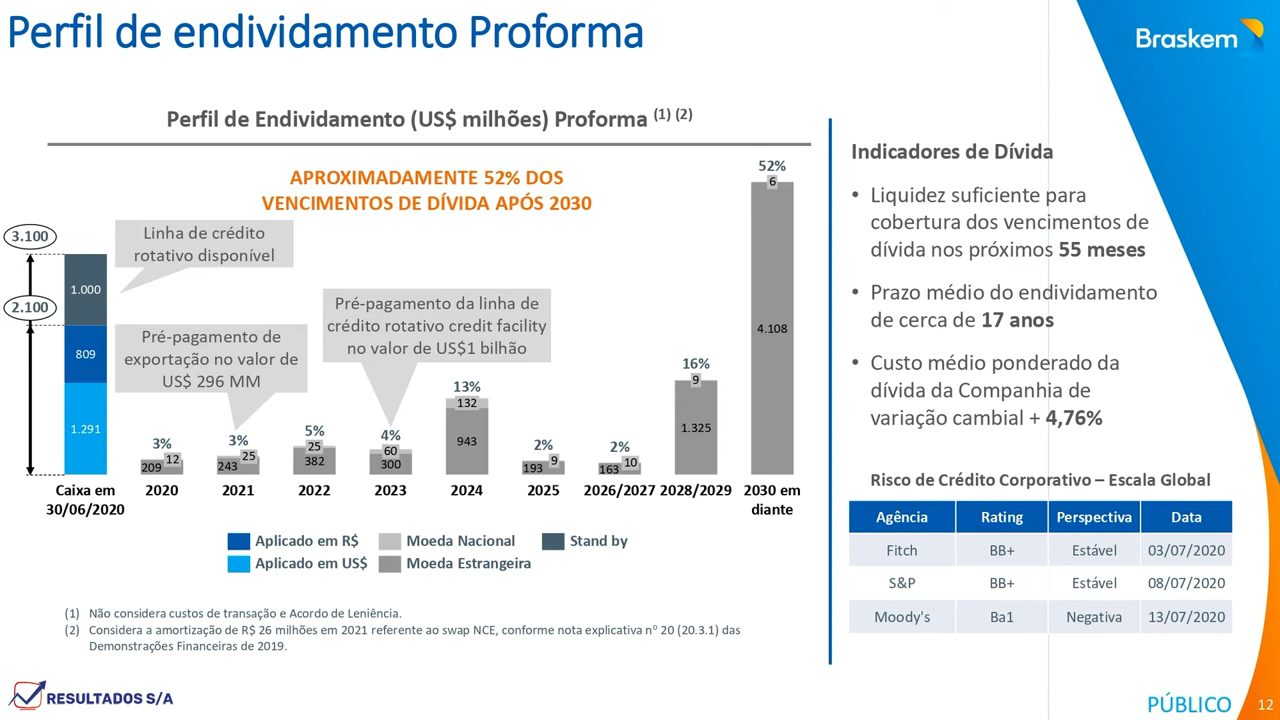 Perfil de endividamento Proforma
Braskem
Perfil de Endividamento (US$ milhões) Proforma (1) (2)
APROXIMADAMENTE 52% DOS
VENCIMENTOS DE DÍVIDA APÓS 2030
3.100
2.100
1.000
809
1.291
Linha de crédito
rotativo disponível
Pré-pagamento de
exportação no valor de
US$ 296 MM
Pré-pagamento da linha de
crédito rotativo credit facility
no valor de US$1 bilhão
3%
12
209
3%
25
243
5%
25
382
4%
60
300
13%
132
943
2%
9
193
2%
10
163
16%
9
1.325
52%
6
4.108
Caixa em
30/06/2020
2020
2021
2022
2023
2024
2025
2026/2027
2028/2029
2030 em
diante
Aplicado em R$
Moeda Nacional
Stand by
Aplicado em US$
Moeda Estrangeira
(1) Não considera custos de transação e Acordo de Leniência.
(2) Considera a amortização de R$ 26 milhões em 2021 referente ao swap NCE, conforme nota explicativa nº 20 (20.3.1) das
Demonstrações Financeiras de 2019.
Indicadores de Dívida
• Liquidez suficiente para
cobertura dos vencimentos de
dívida nos próximos 55 meses
• Prazo médio do endividamento
de cerca de 17 anos
• Custo médio ponderado da
dívida da Companhia de
variação cambial + 4,76%
Risco de Crédito Corporativo – Escala Global
Agência Rating Perspectiva Data
Fitch BB+ Estável 03/07/2020
S&P BB+ Estável 08/07/2020
Moody's Ba1 Negativa 13/07/2020
RESULTADOS S/A
PÚBLICO
12